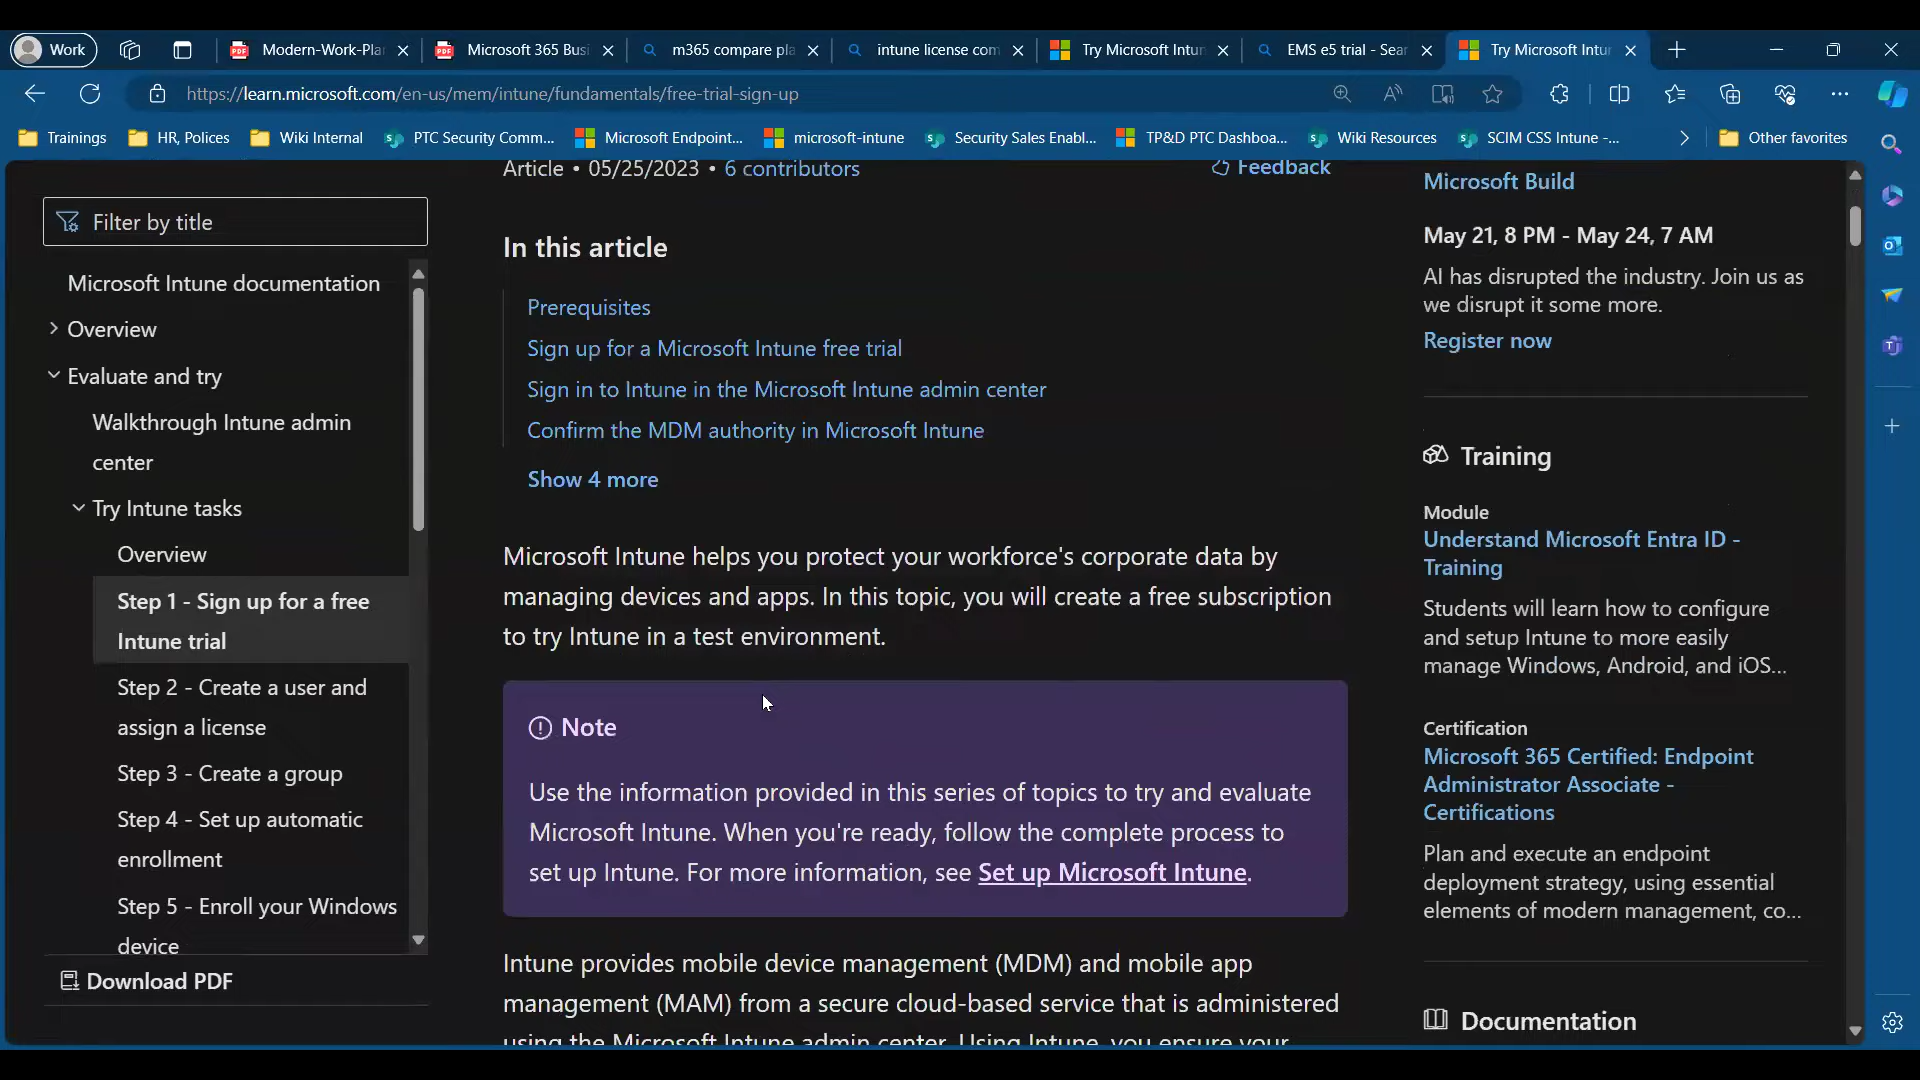 Work
Modern-Work-Pla
Microsoft 365 Busi
m365 compare pla
intune license com
Try Microsoft Intun
EMS e5 trial - Sear
Try Microsoft Intun
https://learn.microsoft.com/en-us/mem/intune/fundamentals/free-trial-sign-up
Trainings
HR, Polices
Wiki Internal
PTC Security Comm...
Microsoft Endpoint...
microsoft-intune
Security Sales Enabl...
TP&D PTC Dashboa...
Wiki Resources
SCIM CSS Intune -...
Other favorites
Filter by title
Microsoft Intune documentation
Overview
Evaluate and try
Walkthrough Intune admin
center
Try Intune tasks
Overview
Step 1 - Sign up for a free
Intune trial
Step 2 - Create a user and
assign a license
Step 3 - Create a group
Step 4 - Set up automatic
enrollment
Step 5 - Enroll your Windows
device
Download PDF
Article • 05/25/2023 • 6 contributors
Feedback
In this article
Prerequisites
Sign up for a Microsoft Intune free trial
Sign in to Intune in the Microsoft Intune admin center
Confirm the MDM authority in Microsoft Intune
Show 4 more
Microsoft Intune helps you protect your workforce's corporate data by
managing devices and apps. In this topic, you will create a free subscription
to try Intune in a test environment.
Note
Use the information provided in this series of topics to try and evaluate
Microsoft Intune. When you're ready, follow the complete process to
set up Intune. For more information, see Set up Microsoft Intune.
Intune provides mobile device management (MDM) and mobile app
management (MAM) from a secure cloud-based service that is administered
using the Microsoft Intune admin center. Using Intune, you ensure your
Microsoft Build
May 21, 8 PM - May 24, 7 AM
AI has disrupted the industry. Join us as
we disrupt it some more.
Register now
Training
Module
Understand Microsoft Entra ID -
Training
Students will learn how to configure
and setup Intune to more easily
manage Windows, Android, and iOS...
Certification
Microsoft 365 Certified: Endpoint
Administrator Associate -
Certifications
Plan and execute an endpoint
deployment strategy, using essential
elements of modern management, co...
Documentation